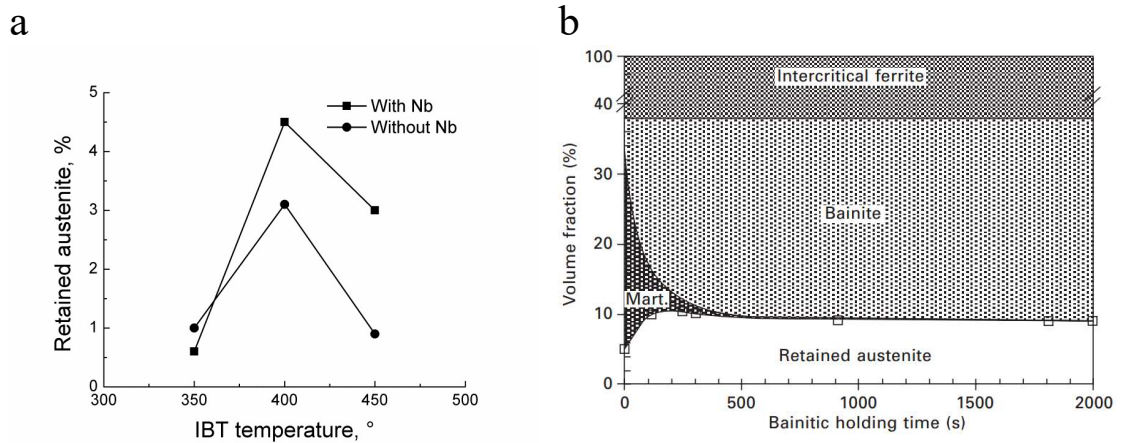 a
Retained austenite, %
5
4
3
2
1
0
With Nb
Without Nb
300
350
400
450
500
IBT temperature, °
b
Volume fraction (%)
100
40
30
20
10
0
Intercritical ferrite
Bainite
Mart.
Retained austenite
0
500
1000
1500
2000
Bainitic holding time (s)